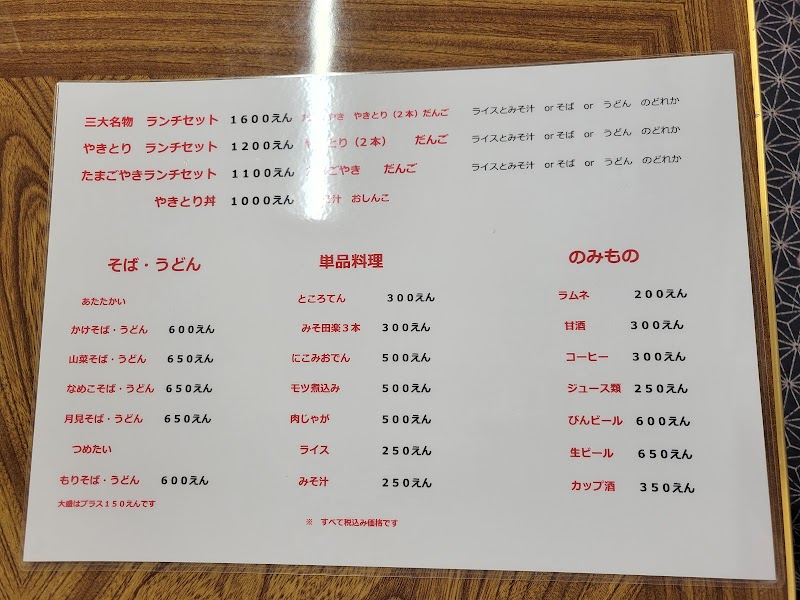 三大名物 ランチセット 1600えん やき やきとり（2本）だんご ライスとみそ汁 orそば or うどん のどれか
やきとり ランチセット 1200えん とり（2本） だんご ライスとみそ汁 orそば or うどん のどれか
たまごやきランチセット 1100えん ごやき だんご ライスとみそ汁 orそば or うどん のどれか
やきとり丼 1000えん 汁 おしんこ
そば・うどん
あたたかい
かけそば・うどん 600えん
山菜そば・うどん 650えん
なめこそば・うどん 650えん
月見そば・うどん 650えん
つめたい
もりそば・うどん 600えん
大盛はプラス150えんです
単品料理
ところてん 300えん
みそ田楽3本 300えん
にこみおでん 500えん
モツ煮込み 500えん
肉じゃが 500えん
ライス 250えん
みそ汁 250えん
※ すべて税込み価格です
のみもの
ラムネ 200えん
甘酒 300えん
コーヒー 300えん
ジュース類 250えん
びんビール 600えん
生ビール 650えん
カップ酒 350えん